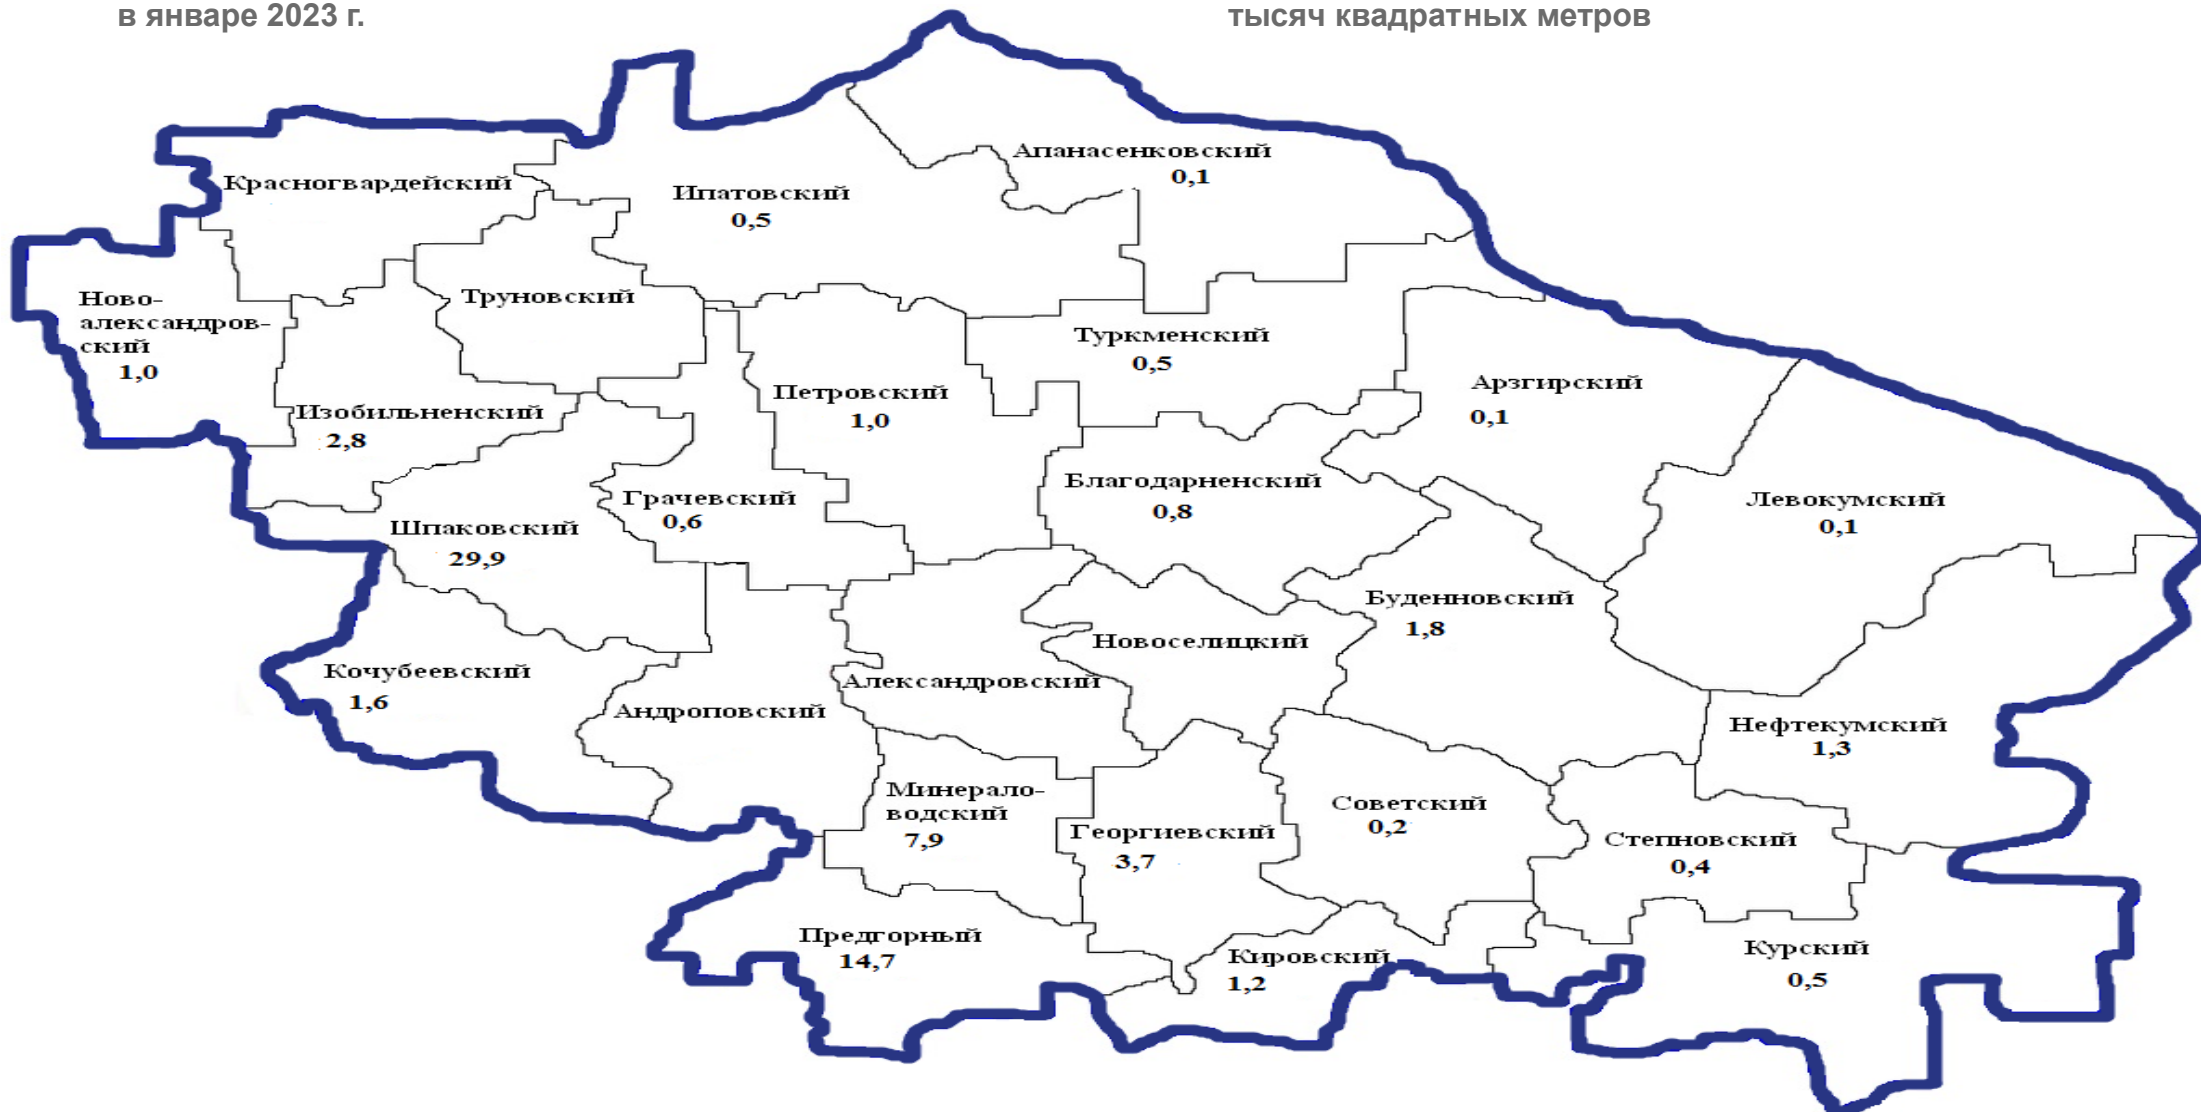 в январе 2023 г.
тысяч квадратных метров
Апанасенковский
0,1
Красногвардейский
Ипатовский
0,5
Ново-
александров-
ский
1,0
Труновский
Туркменский
0,5
Арзгирский
0,1
Петровский
1,0
Изобильненский
2,8
Благодарненский
0,8
Грачевский
0,6
Левокумский
0,1
Шпаковский
29,9
Буденновский
1,8
Новоселицкий
Кочубеевский
1,6
Александровский
Андроповский
Нефтекумский
1,3
Минерало-
водский
7,9
Георгиевский
3,7
Советский
0,2
Степновский
0,4
Предгорный
14,7
Кировский
1,2
Курский
0,5